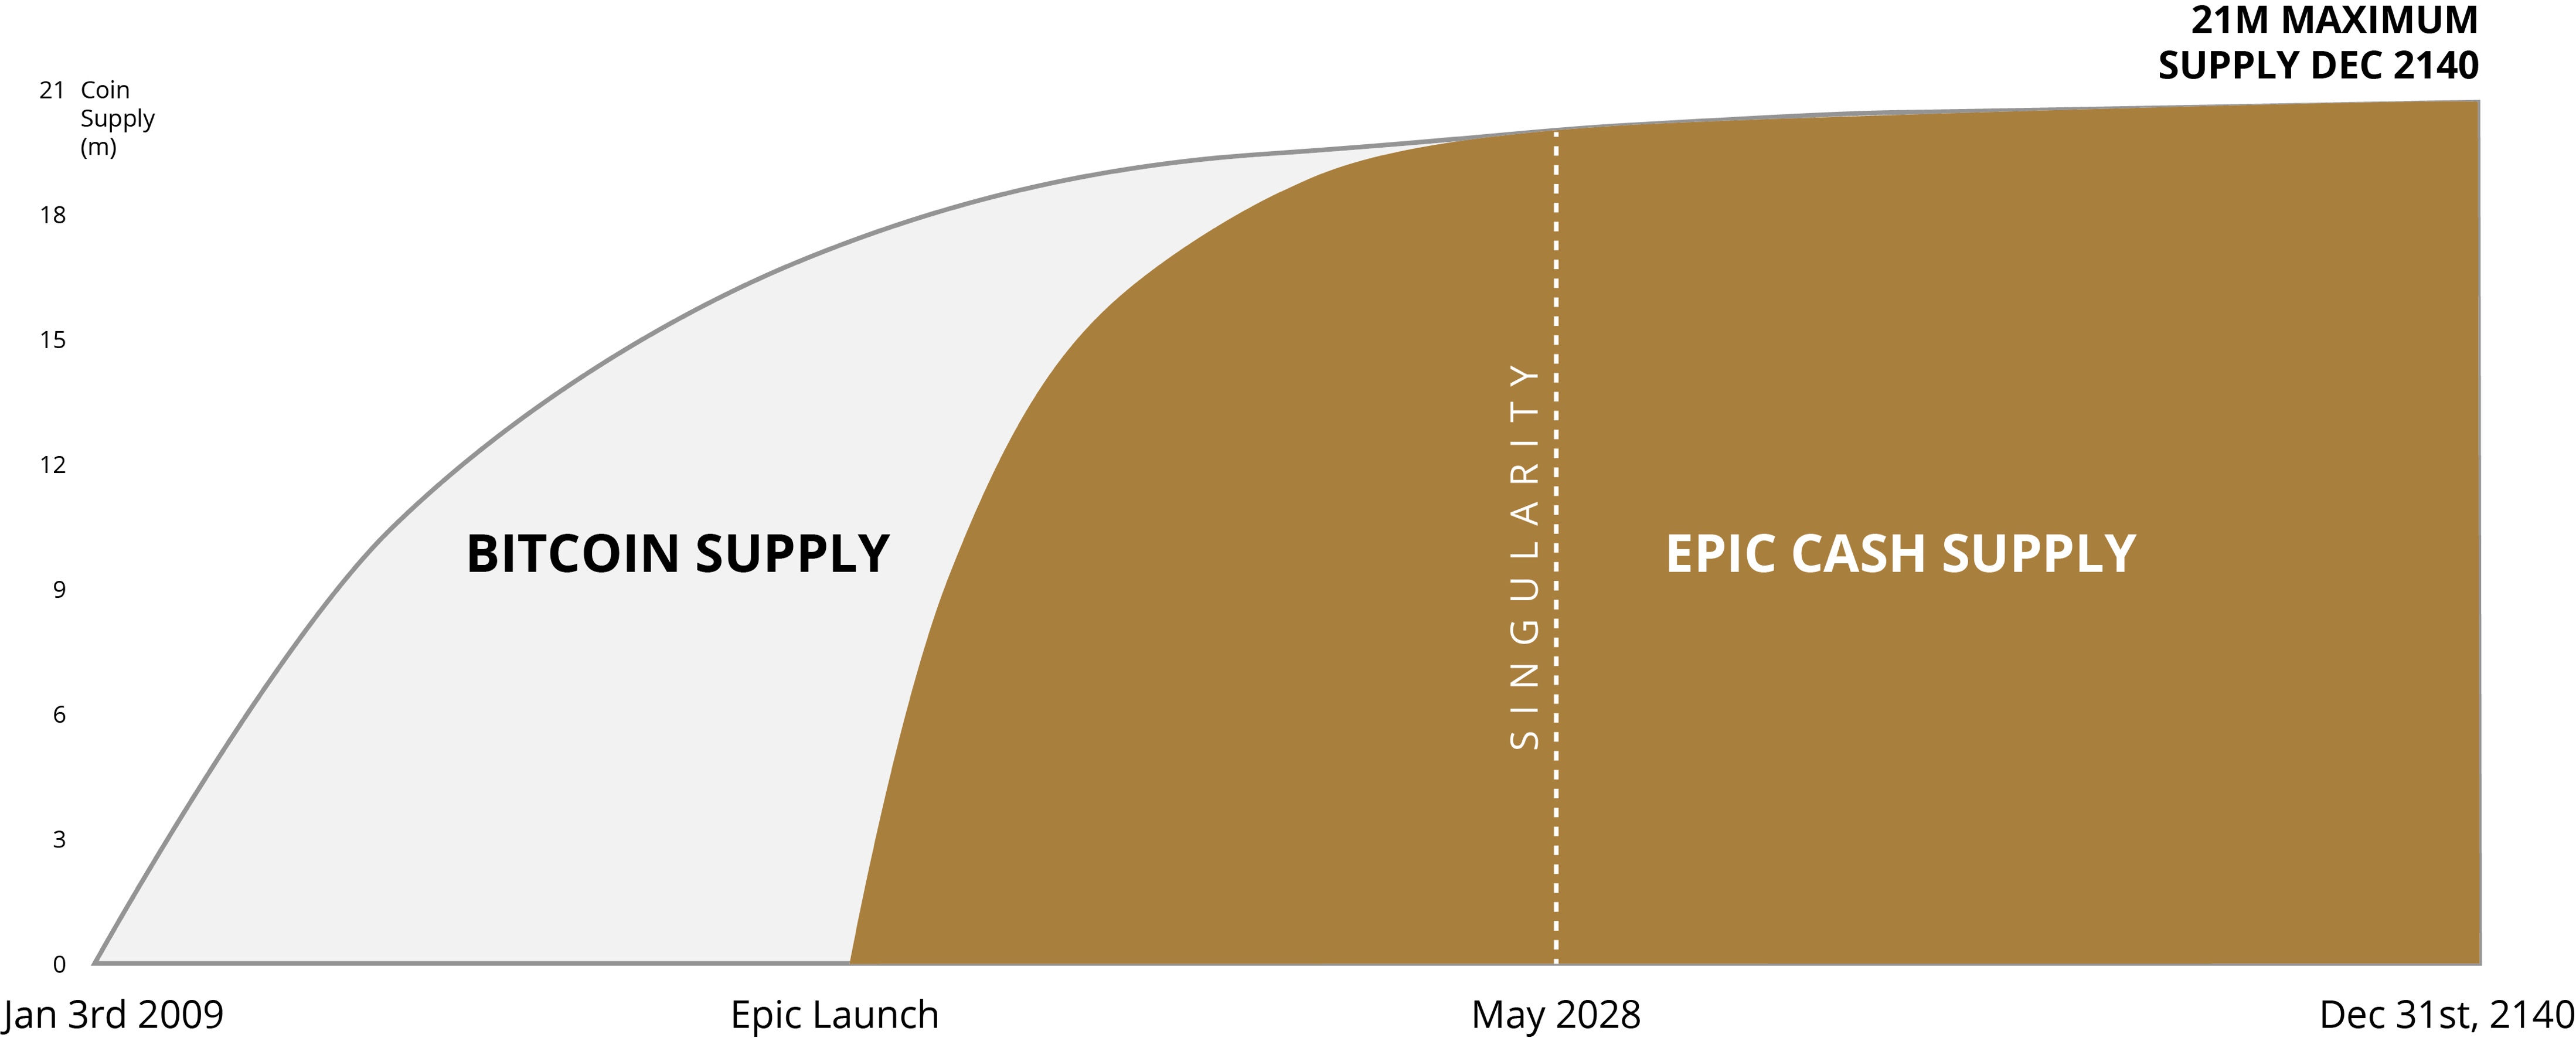 21M MAXIMUM
SUPPLY DEC 2140
21 Coin
Supply
(m)
18
15
12
9
6
3
0
BITCOIN SUPPLY
SINGULARITY
EPIC CASH SUPPLY
Jan 3rd 2009
Epic Launch
May 2028
Dec 31st, 2140